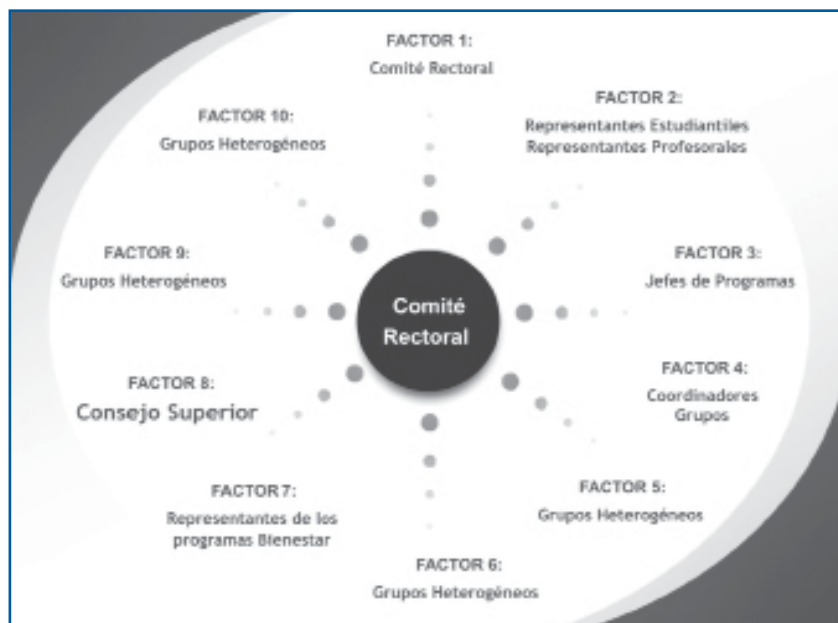 FACTOR 1:
Comité Rectoral
FACTOR 2:
Representantes Estudiantiles
Representantes Profesorales
FACTOR 3:
Jefes de Programas
FACTOR 4:
Coordinadores
Grupos
FACTOR 5:
Grupos Heterogéneos
FACTOR 6:
Grupos Heterogéneos
FACTOR 7:
Representantes de los
programas Bienestar
FACTOR 8:
Consejo Superior
FACTOR 9:
Grupos Heterogéneos
FACTOR 10:
Grupos Heterogéneos
Comité
Rectoral